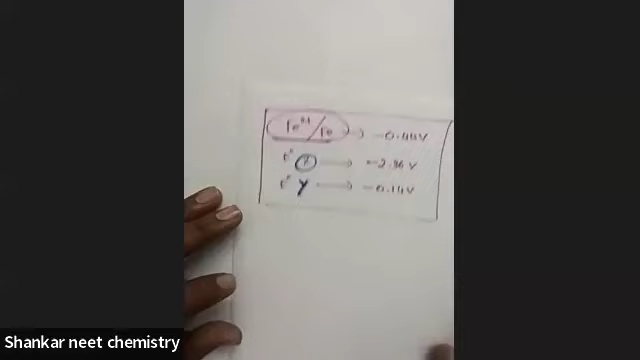 Fe²⁺/Fe → -0.44V
E° X → -2.36 V
E° Y → -0.14V
Shankar neet chemistry